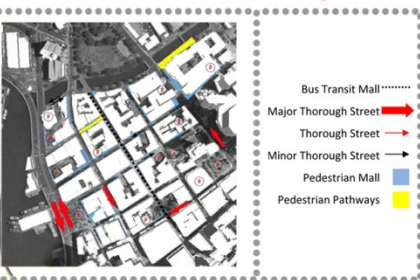 Bus Transit Mall
Major Thorough Street
Thorough Street
Minor Thorough Street
Pedestrian Mall
Pedestrian Pathways